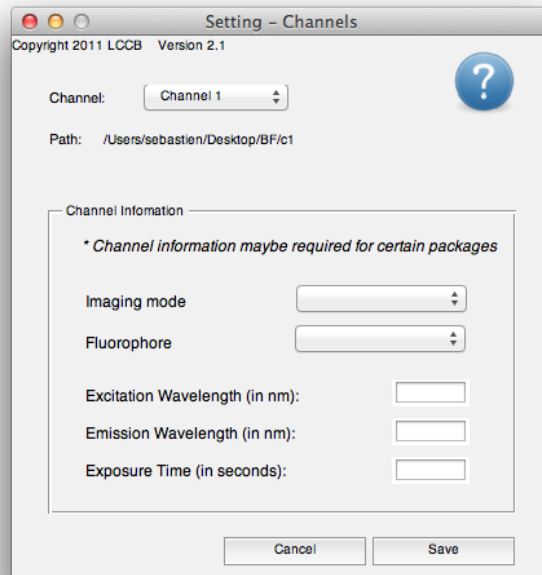 Setting – Channels
Copyright 2011 LCCB Version 2.1
?
Channel: Channel 1
Path: /Users/sebastien/Desktop/BF/c1
Channel Infomation
* Channel information maybe required for certain packages
Imaging mode
Fluorophore
Excitation Wavelength (in nm):
Emission Wavelength (in nm):
Exposure Time (in seconds):
Cancel Save